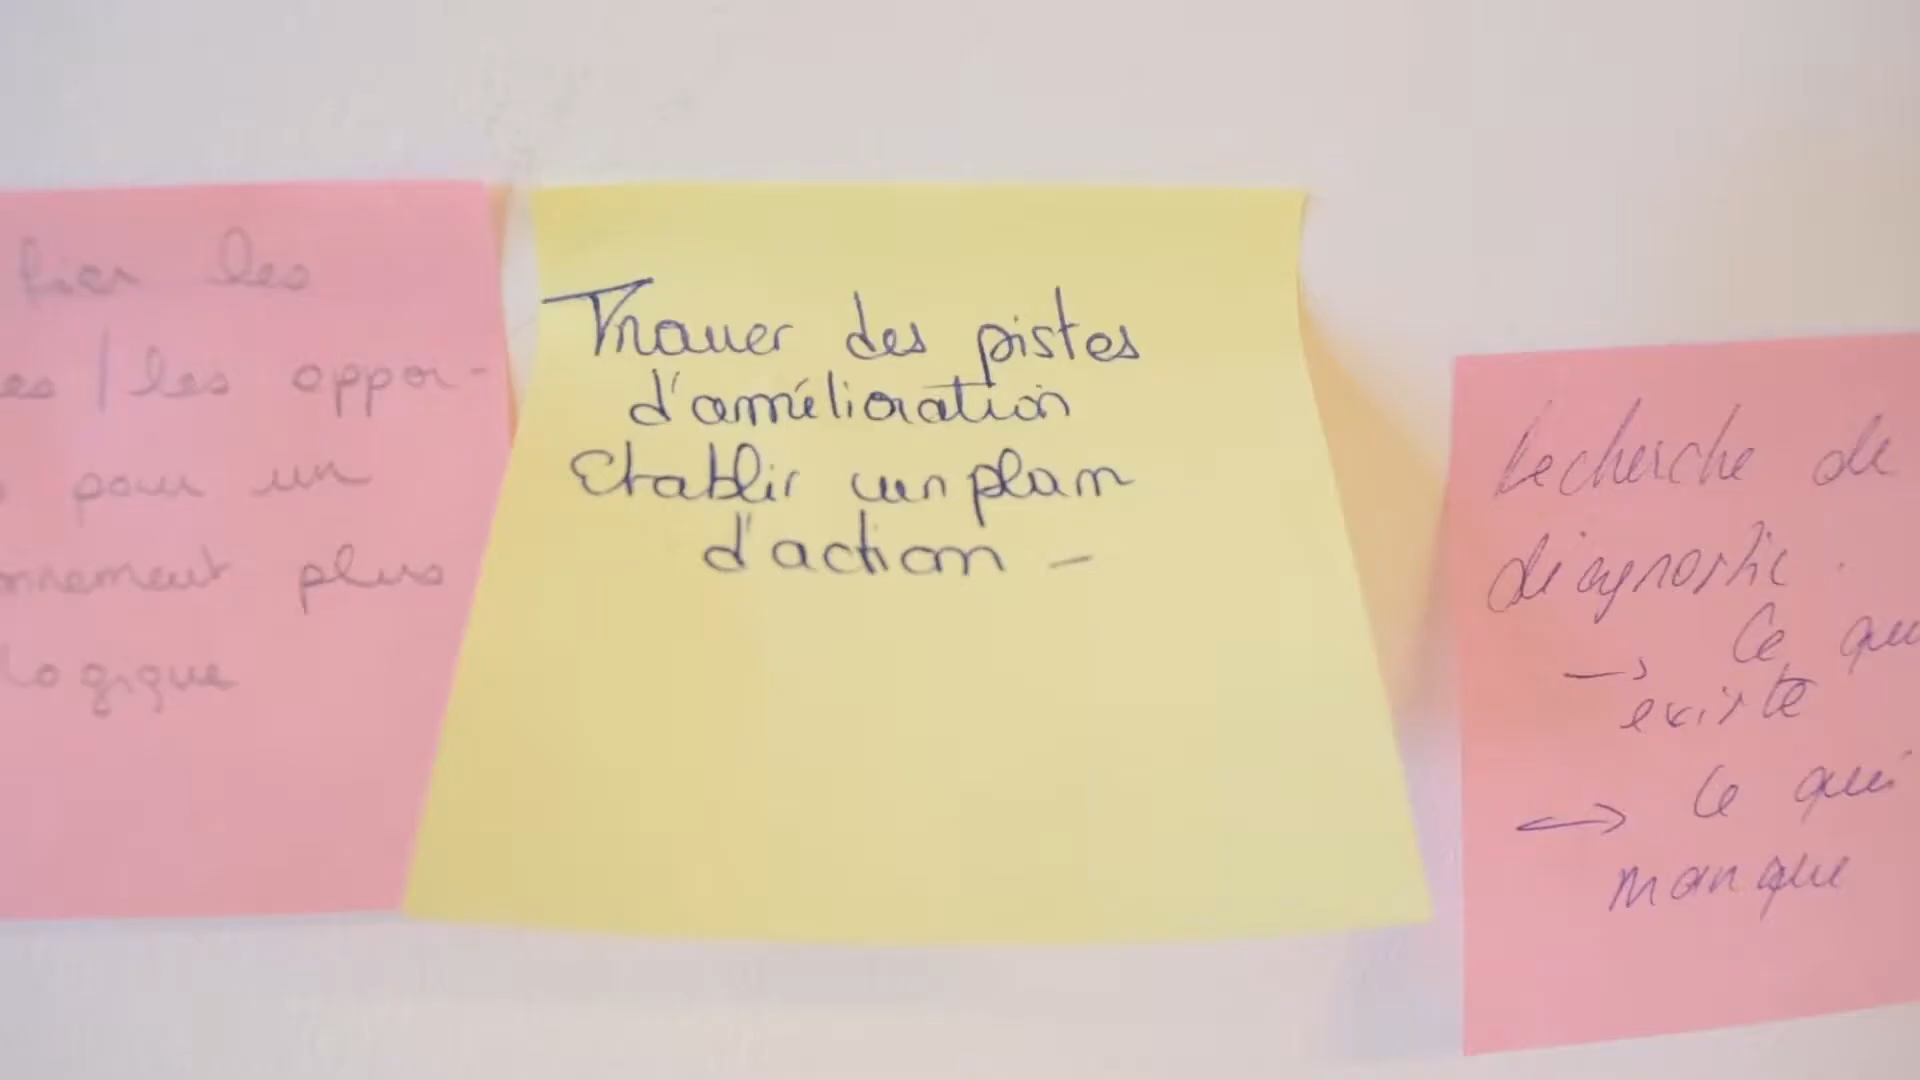 fier les
es / les oppor-
pour un
nnement plus
logique
Trouver des pistes
d'amélioration
Etablir un plan
d'action -
Recherche de
diagnostic.
→ Ce qui
existe
→ Ce qui
manque